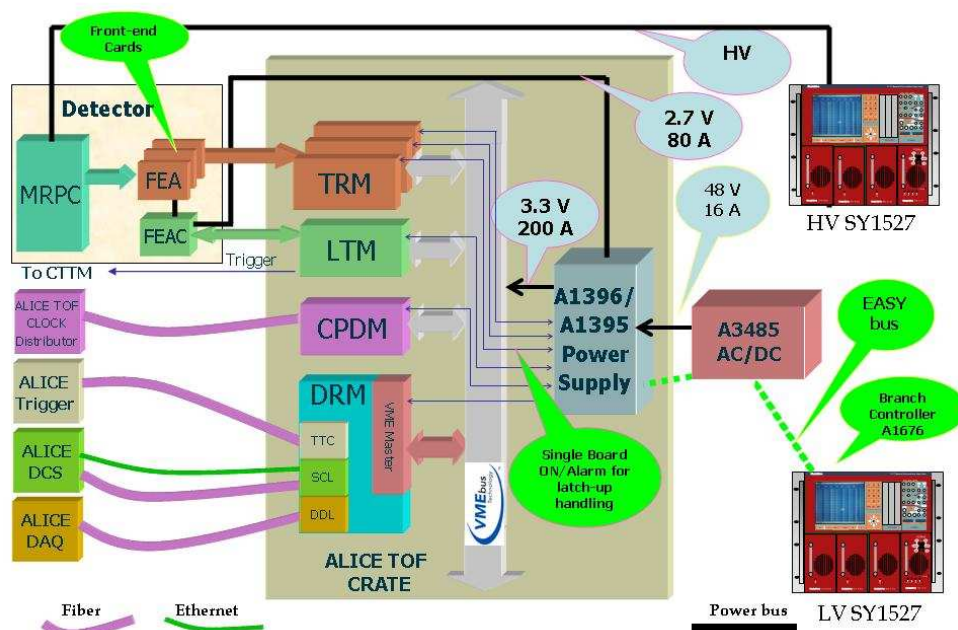 Front-end
Cards
HV
Detector
2.7 V
80 A
MRPC
FEA
TRM
48 V
16 A
3.3 V
200 A
HV SY1527
FEAC
LTM
Trigger
To CTTM
A1396/
A1395
Power
Supply
EASY
bus
ALICE TOF
CLOCK
Distributor
CPDM
A3485
AC/DC
ALICE
Trigger
DRM
VME Master
TTC
SCL
DDL
Branch
Controller
A1676
ALICE
DCS
Single Board
ON/Alarm for
latch-up
handling
VMEbus
Technology
ALICE
DAQ
ALICE TOF
CRATE
Fiber
Ethernet
Power bus
LV SY1527